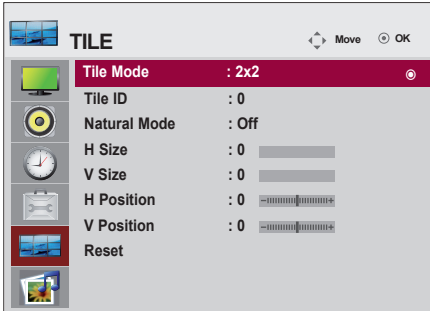 TILE Move OK
Tile Mode : 2x2
Tile ID : 0
Natural Mode : Off
H Size : 0
V Size : 0
H Position : 0 - +
V Position : 0 - +
Reset